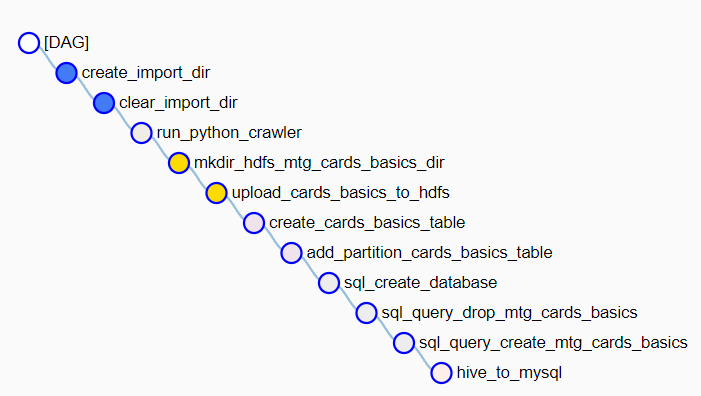 [DAG]
create_import_dir
clear_import_dir
run_python_crawler
mkdir_hdfs_mtg_cards_basics_dir
upload_cards_basics_to_hdfs
create_cards_basics_table
add_partition_cards_basics_table
sql_create_database
sql_query_drop_mtg_cards_basics
sql_query_create_mtg_cards_basics
hive_to_mysql